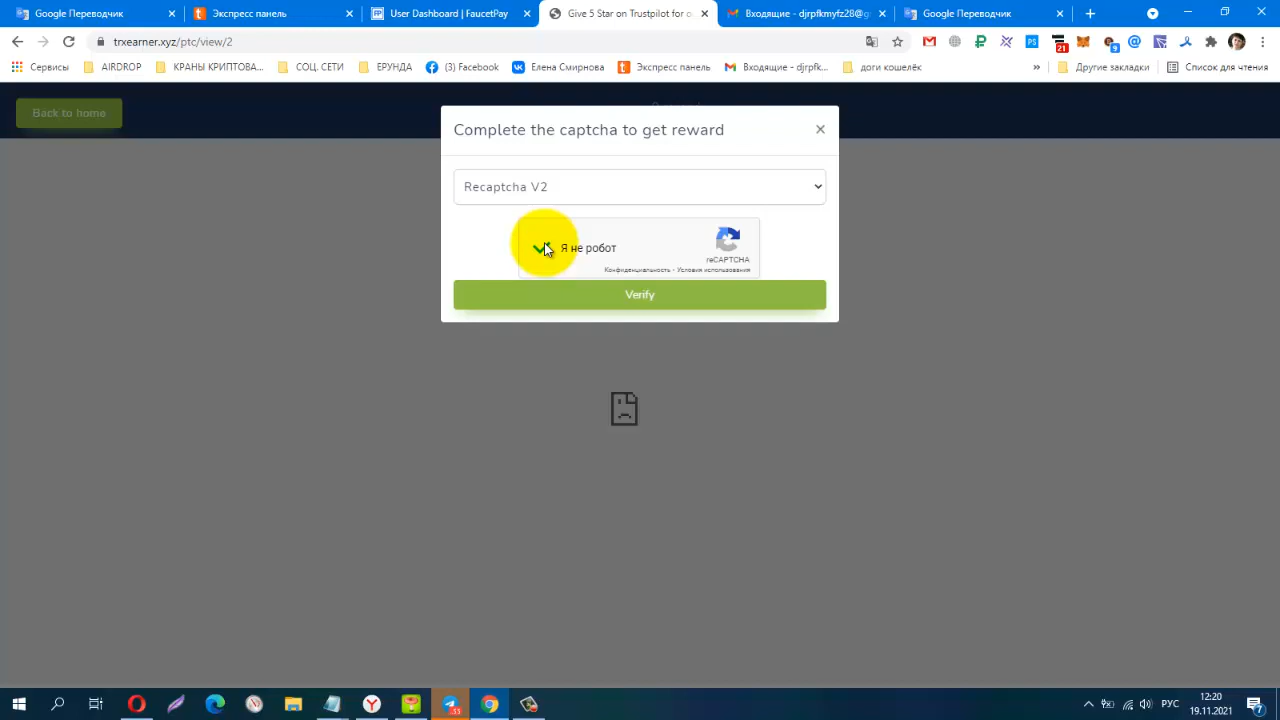 Google Переводчик
Экспресс панель
User Dashboard | FaucetPay
Give 5 Star on Trustpilot for
Входящие - djrpfkmyfz28@g
Google Переводчик
trxearner.xyz/ptc/view/2
21
9
Сервисы
AIRDROP
КРАНЫ КРИПТОВА...
СОЦ. СЕТИ
ЕРУНДА
(3) Facebook
Елена Смирнова
Экспресс панель
Входящие - djrpfk...
доги кошелёк
»
Другие закладки
Список для чтения
Back to home
Complete the captcha to get reward
×
Recaptcha V2
Я не робот
reCAPTCHA
Конфиденциальность - Условия использования
Verify
РУС
12:20
19.11.2021